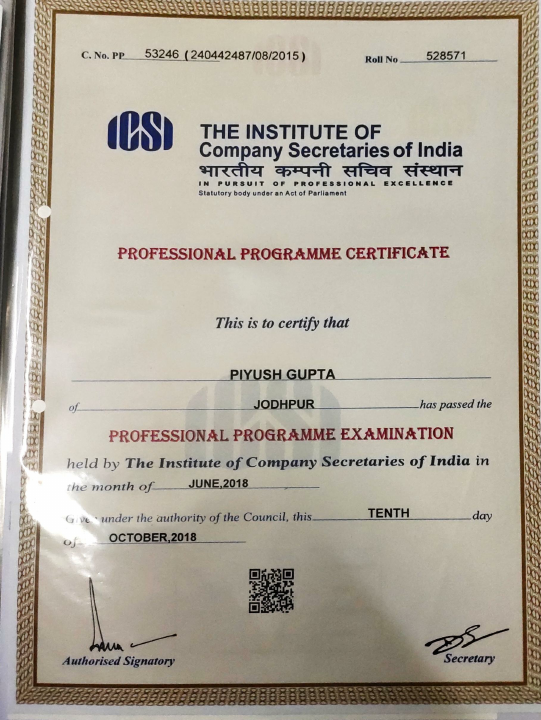 C. No. PP 53246 (240442487/08/2015) Roll No 528571
ICSI THE INSTITUTE OF
Company Secretaries of India
भारतीय कम्पनी सचिव संस्थान
IN PURSUIT OF PROFESSIONAL EXCELLENCE
Statutory body under an Act of Parliament
PROFESSIONAL PROGRAMME CERTIFICATE
This is to certify that
PIYUSH GUPTA
of JODHPUR has passed the
PROFESSIONAL PROGRAMME EXAMINATION
held by The Institute of Company Secretaries of India in
the month of JUNE,2018
Given under the authority of the Council, this TENTH day
of OCTOBER,2018
Authorised Signatory Secretary